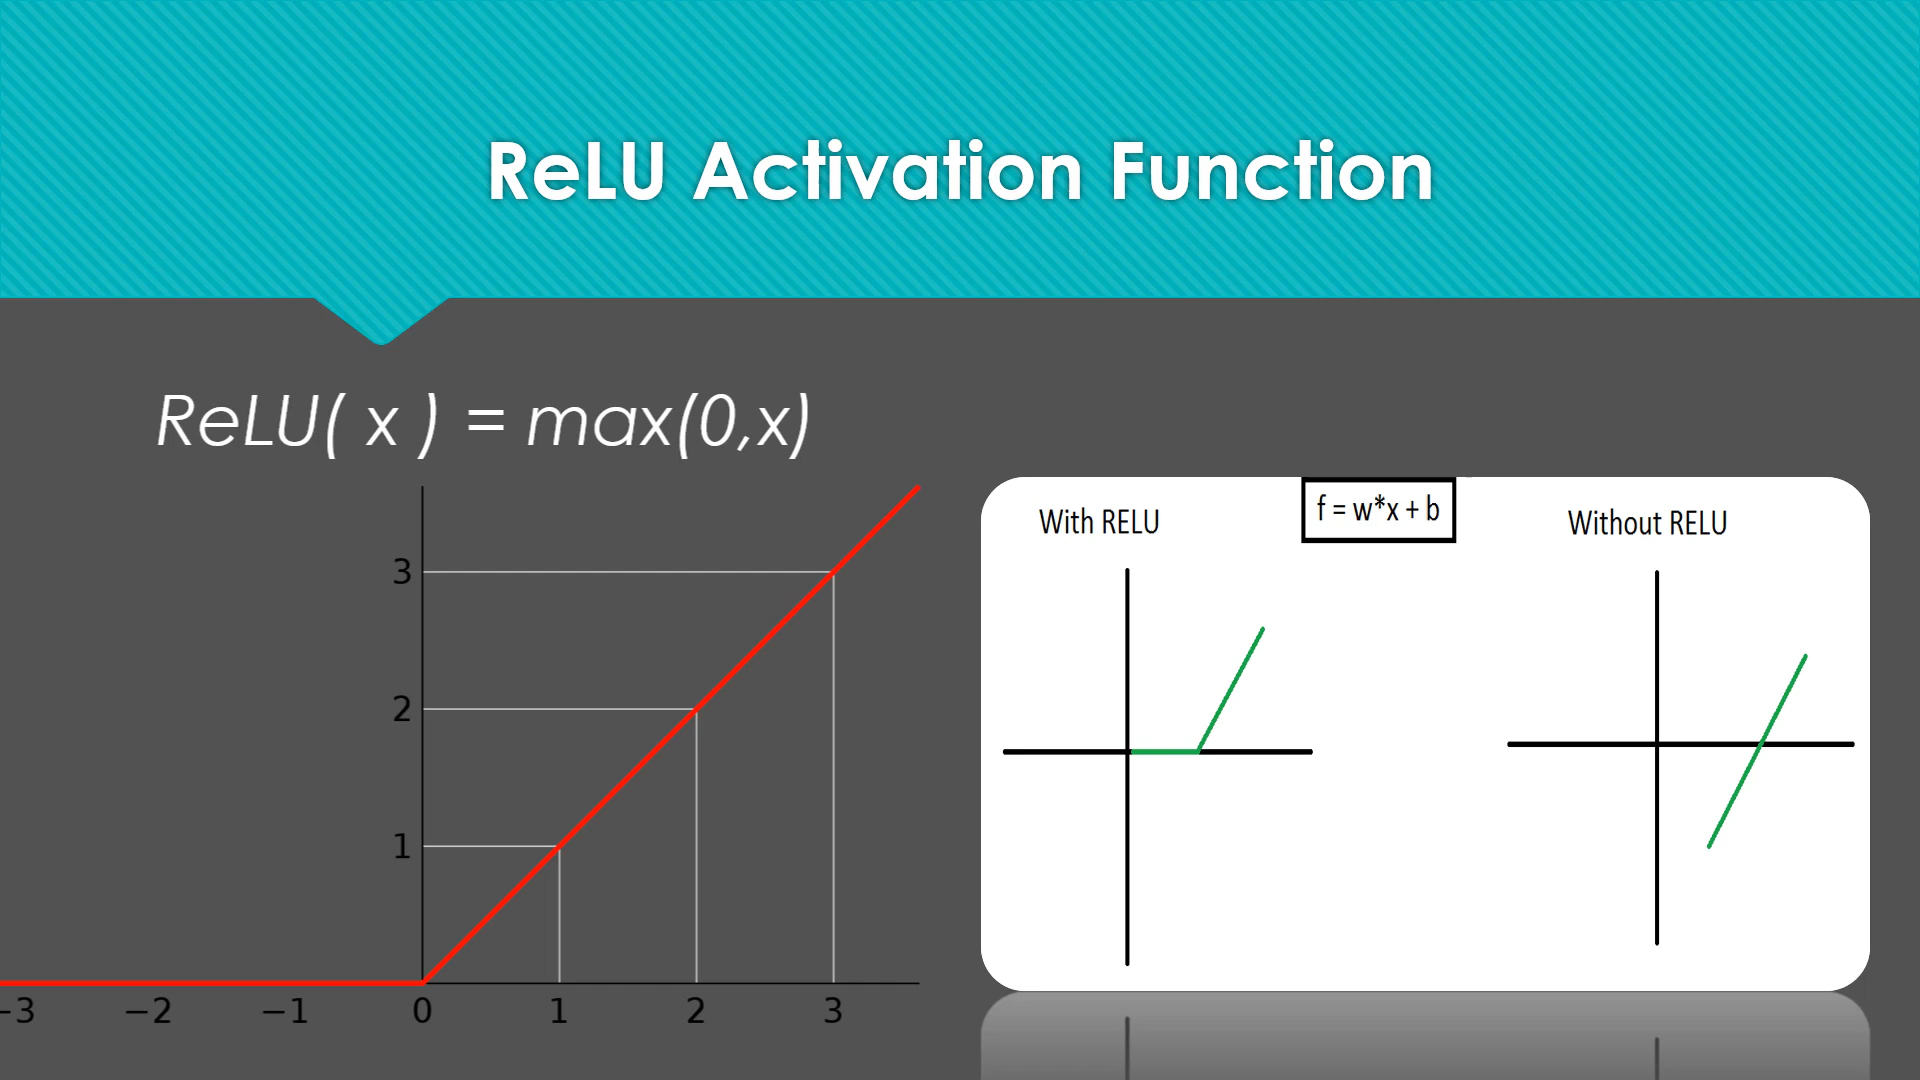 ReLU Activation Function
ReLU( x ) = max(0,x)
3
2
1
−3 −2 −1 0 1 2 3
f = w*x + b
With RELU
Without RELU